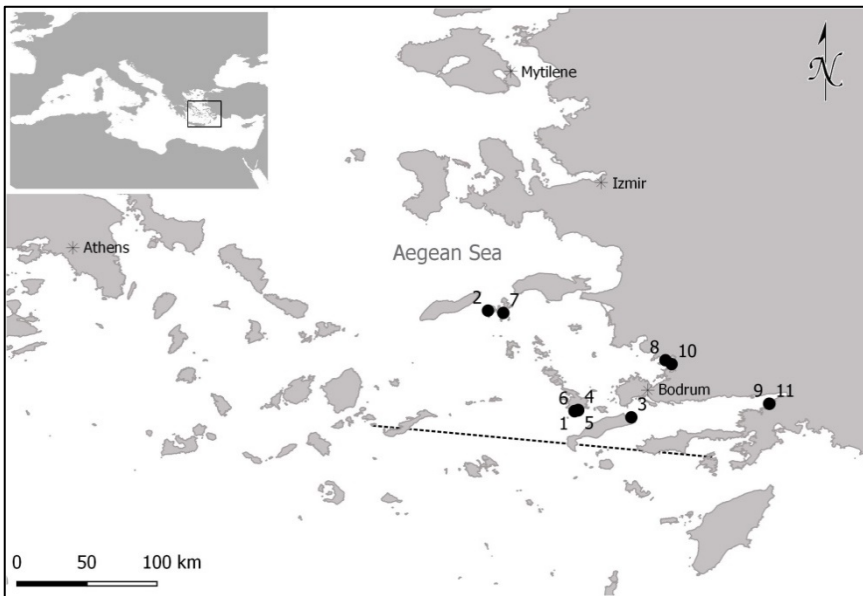 Mytilene
N
Izmir
Athens
Aegean Sea
2 7
8 10
Bodrum
9 11
6 4
3
1 5
0 50 100 km